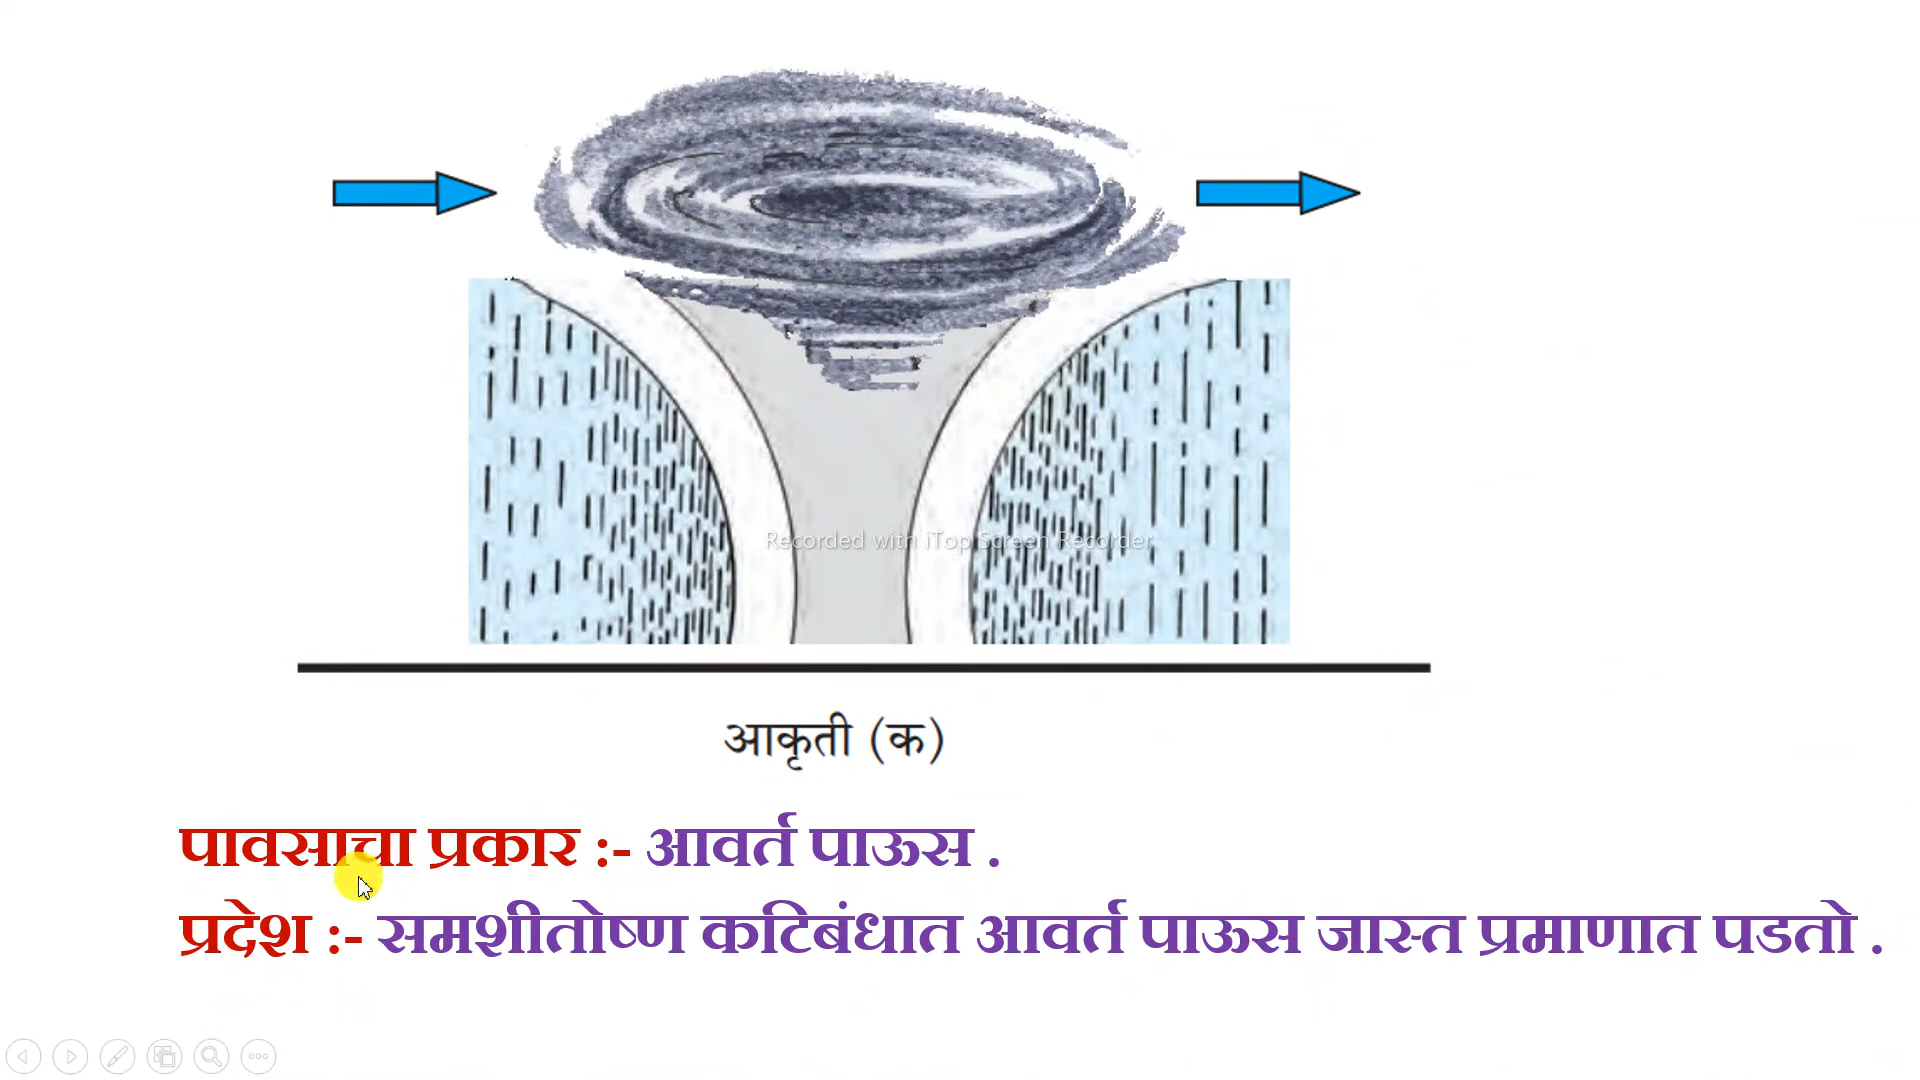 Recorded with iTop Screen Recorder
आकृती (क)
पावसाचा प्रकार :- आवर्त पाऊस .
प्रदेश :- समशीतोष्ण कटिबंधात आवर्त पाऊस जास्त प्रमाणात पडतो .